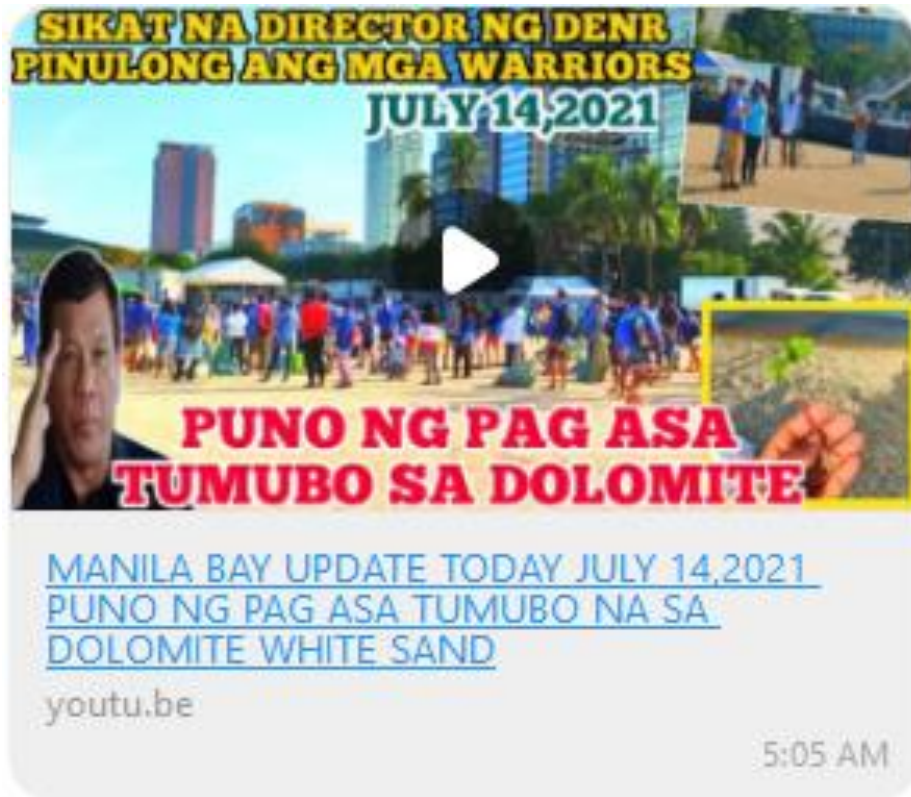 SIKAT NA DIRECTOR NG DENR
PINULONG ANG MGA WARRIORS
JULY 14,2021
PUNO NG PAG ASA
TUMUBO SA DOLOMITE
MANILA BAY UPDATE TODAY JULY 14,2021
PUNO NG PAG ASA TUMUBO NA SA
DOLOMITE WHITE SAND
youtu.be
5:05 AM